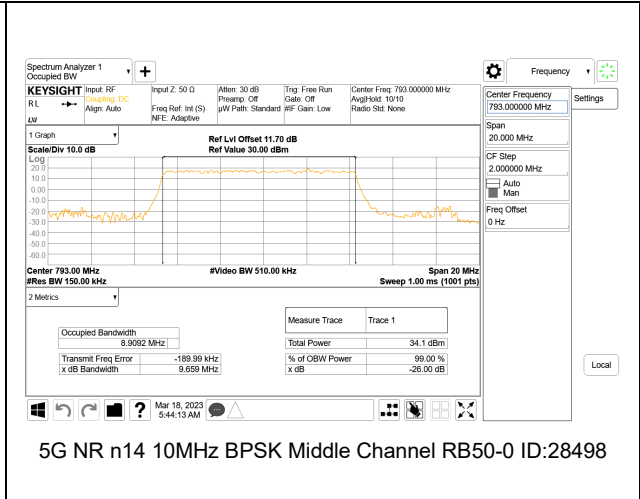 Spectrum Analyzer 1
Occupied BW
+
Frequency
KEYSIGHT
RL
Input: RF
Coupling: DC
Align: Auto
Input Z: 50 Ω
Freq Ref: Int (S)
NFE: Adaptive
Atten: 30 dB
Preamp: Off
µW Path: Standard
Trig: Free Run
Gate: Off
#IF Gain: Low
Center Freq: 793.000000 MHz
Avg|Hold: 10/10
Radio Std: None
Center Frequency
793.000000 MHz
Settings
Span
20.000 MHz
CF Step
2.000000 MHz
Auto
Man
Freq Offset
0 Hz
Local
1 Graph
Scale/Div 10.0 dB
Ref Lvl Offset 11.70 dB
Ref Value 30.00 dBm
Log
20.0
10.0
0.00
-10.0
-20.0
-30.0
-40.0
-50.0
-60.0
Center 793.00 MHz
#Video BW 510.00 kHz
Span 20 MHz
#Res BW 150.00 kHz
Sweep 1.00 ms (1001 pts)
2 Metrics
Measure Trace
Trace 1
Occupied Bandwidth
8.9092 MHz
Total Power
34.1 dBm
Transmit Freq Error
-189.99 kHz
% of OBW Power
99.00 %
x dB Bandwidth
9.659 MHz
x dB
-26.00 dB
?
Mar 18, 2023
5:44:13 AM
5G NR n14 10MHz BPSK Middle Channel RB50-0 ID:28498